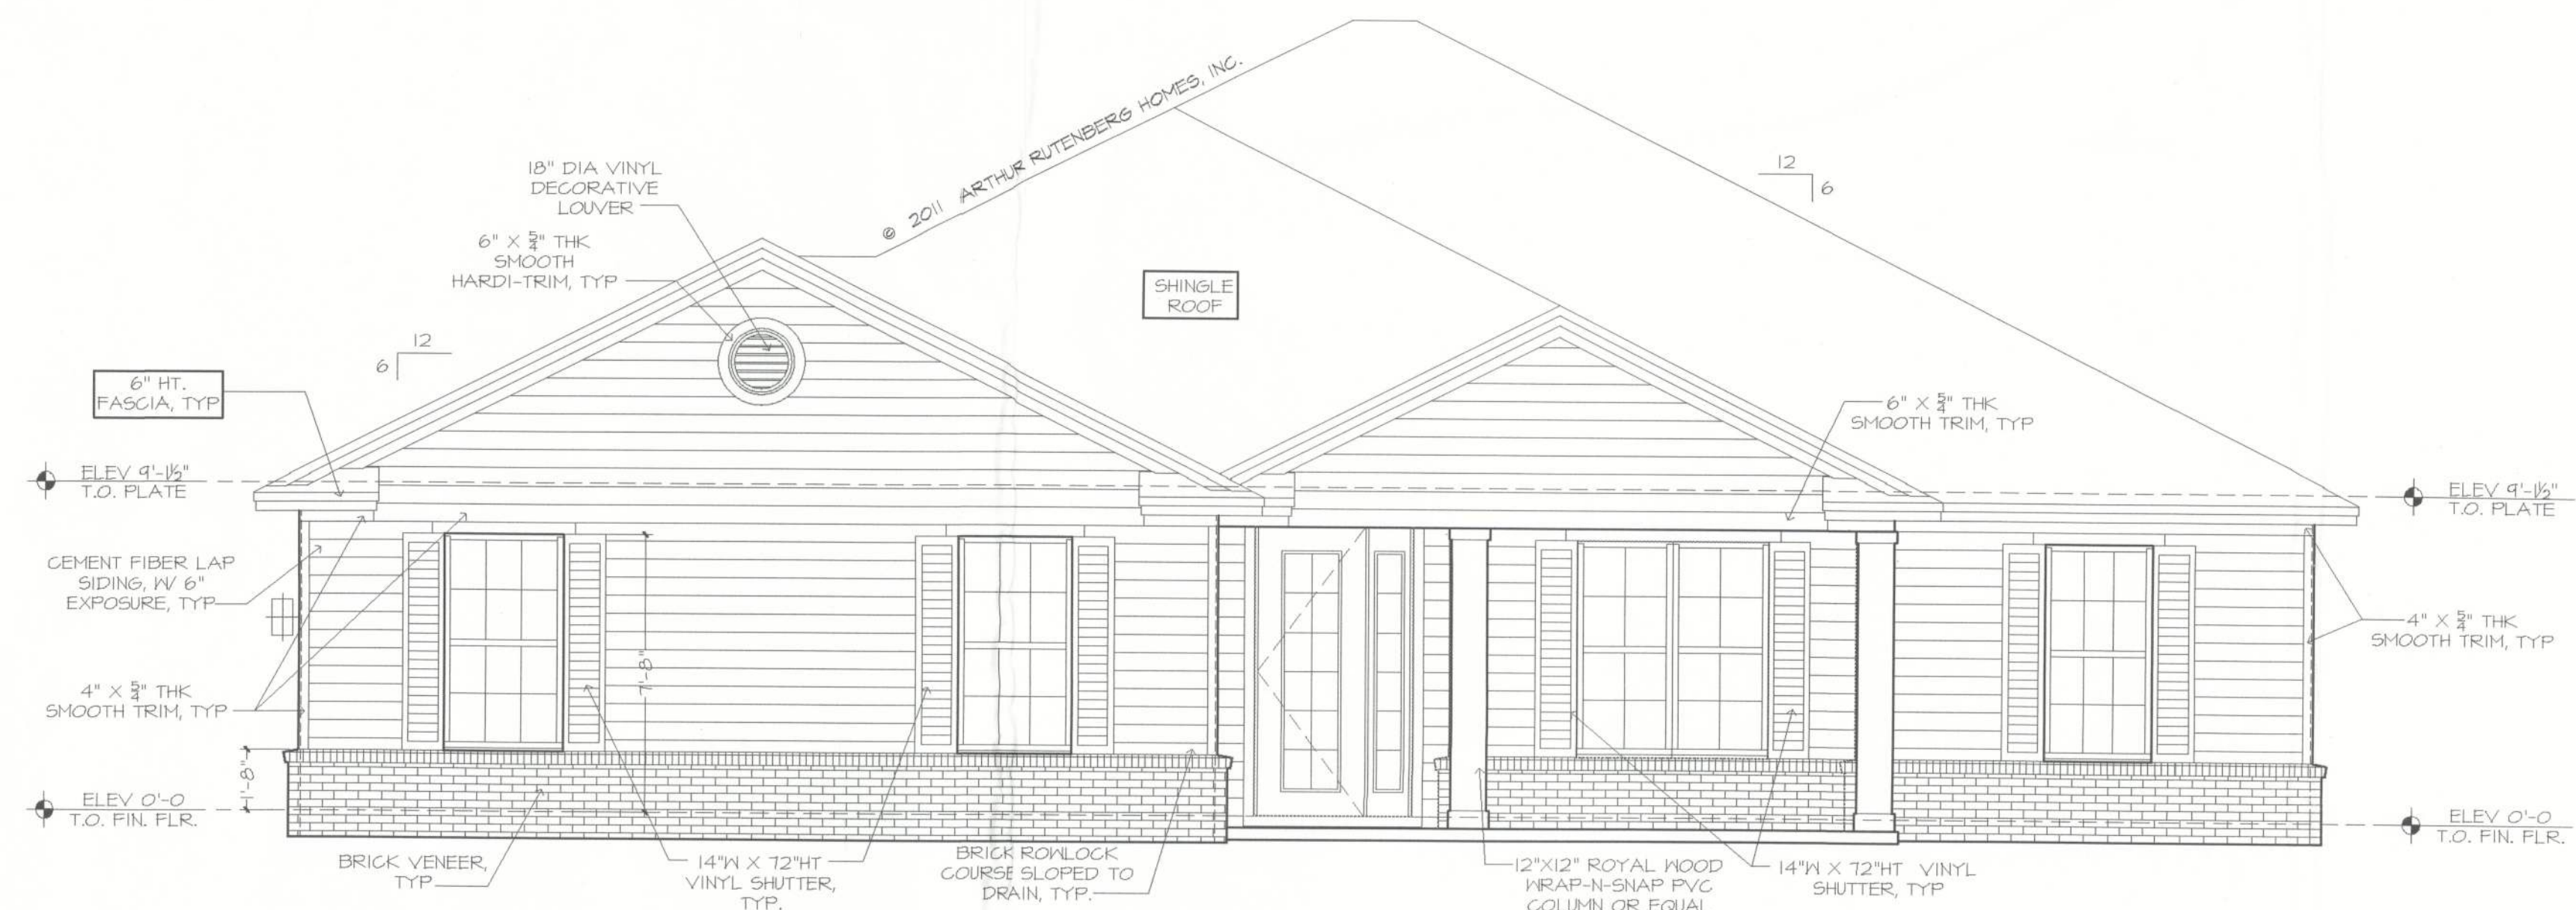 © 2011 ARTHUR RUTENBERG HOMES, INC.
18" DIA VINYL
DECORATIVE
LOUVER
6" X 5/4" THK
SMOOTH
HARDI-TRIM, TYP
12
6
SHINGLE
ROOF
12
6
6" HT.
FASCIA, TYP
6" X 5/4" THK
SMOOTH TRIM, TYP
ELEV 9'-1½"
T.O. PLATE
ELEV 9'-1½"
T.O. PLATE
CEMENT FIBER LAP
SIDING, W/ 6"
EXPOSURE, TYP
4" X 5/4" THK
SMOOTH TRIM, TYP
7'-8"
4" X 5/4" THK
SMOOTH TRIM, TYP
1'-8"
ELEV 0'-0
T.O. FIN. FLR.
ELEV 0'-0
T.O. FIN. FLR.
BRICK VENEER,
TYP
14"W X 72"HT
VINYL SHUTTER,
TYP.
BRICK ROWLOCK
COURSE SLOPED TO
DRAIN, TYP.
12"X12" ROYAL WOOD
WRAP-N-SNAP PVC
COLUMN OR EQUAL
14"W X 72"HT VINYL
SHUTTER, TYP